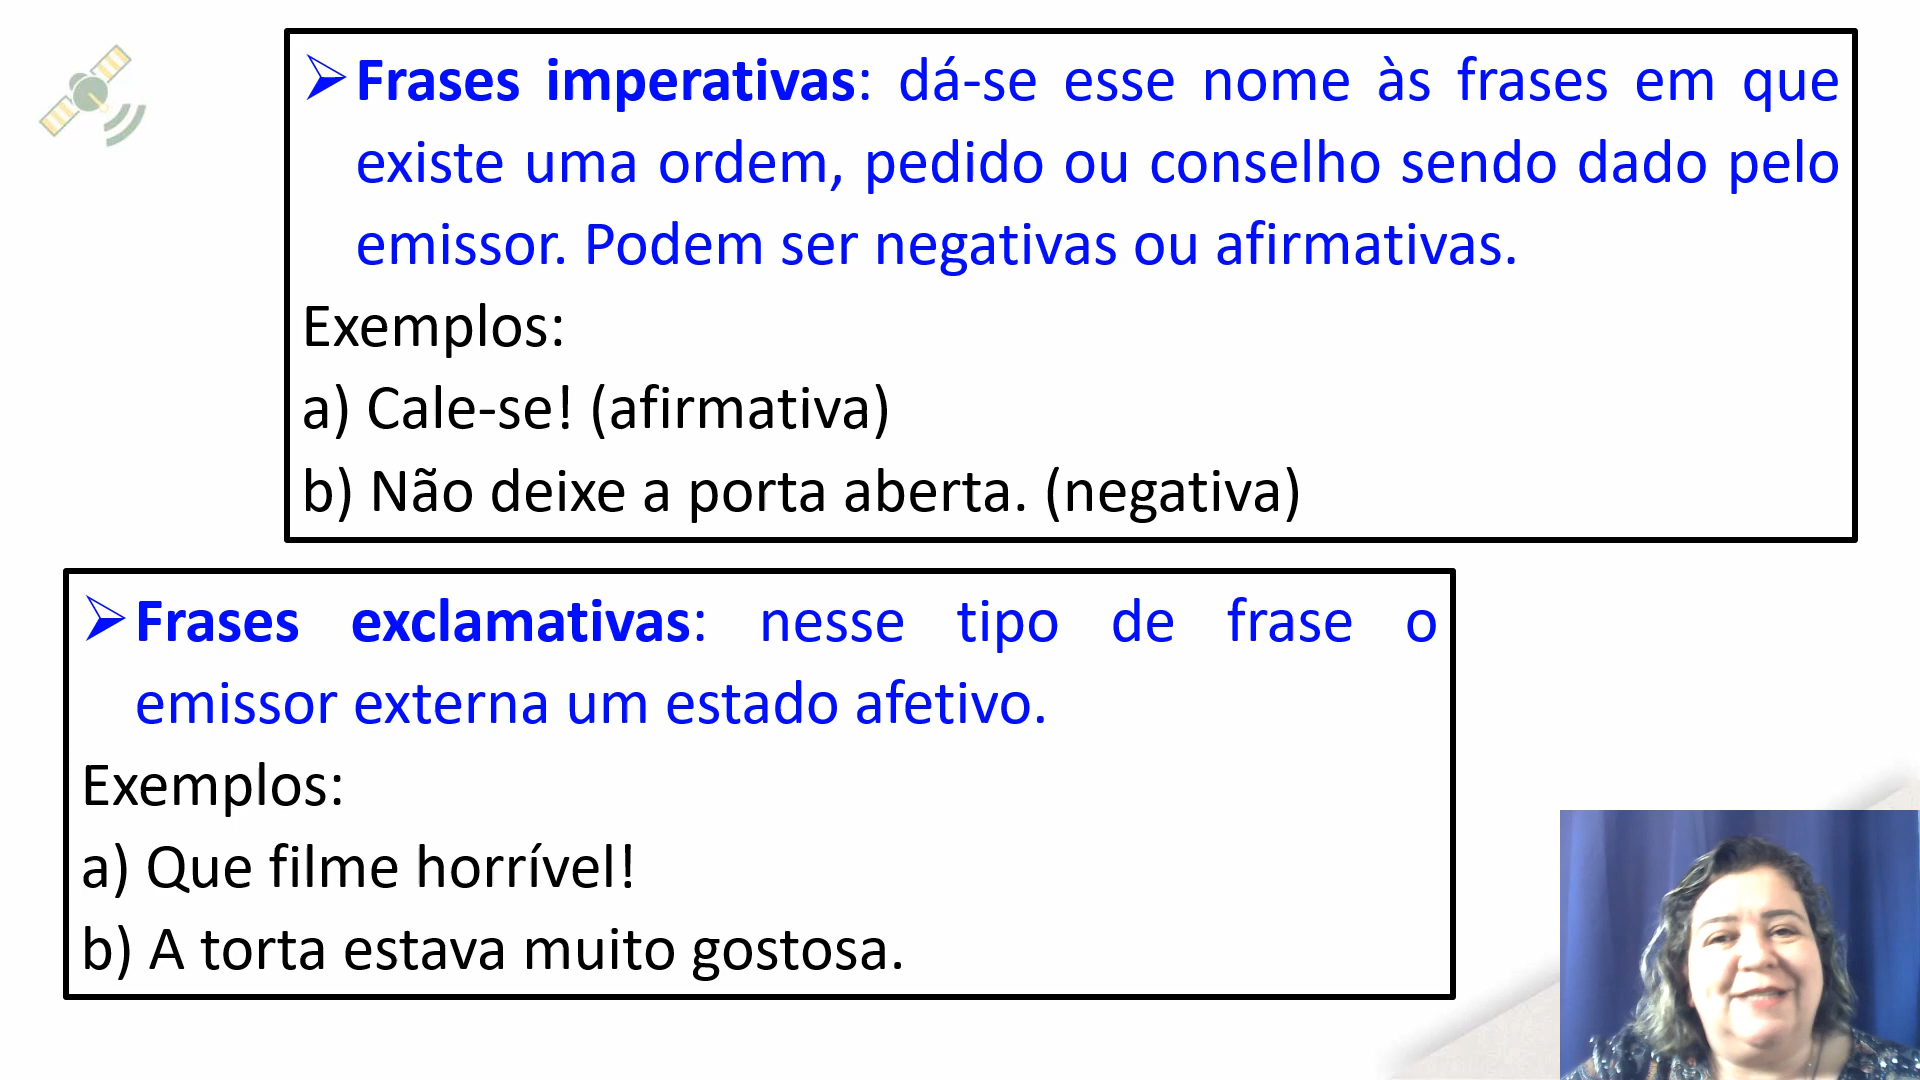 Frases imperativas: dá-se esse nome às frases em que
existe uma ordem, pedido ou conselho sendo dado pelo
emissor. Podem ser negativas ou afirmativas.
Exemplos:
a) Cale-se! (afirmativa)
b) Não deixe a porta aberta. (negativa)
Frases exclamativas: nesse tipo de frase o
emissor externa um estado afetivo.
Exemplos:
a) Que filme horrível!
b) A torta estava muito gostosa.